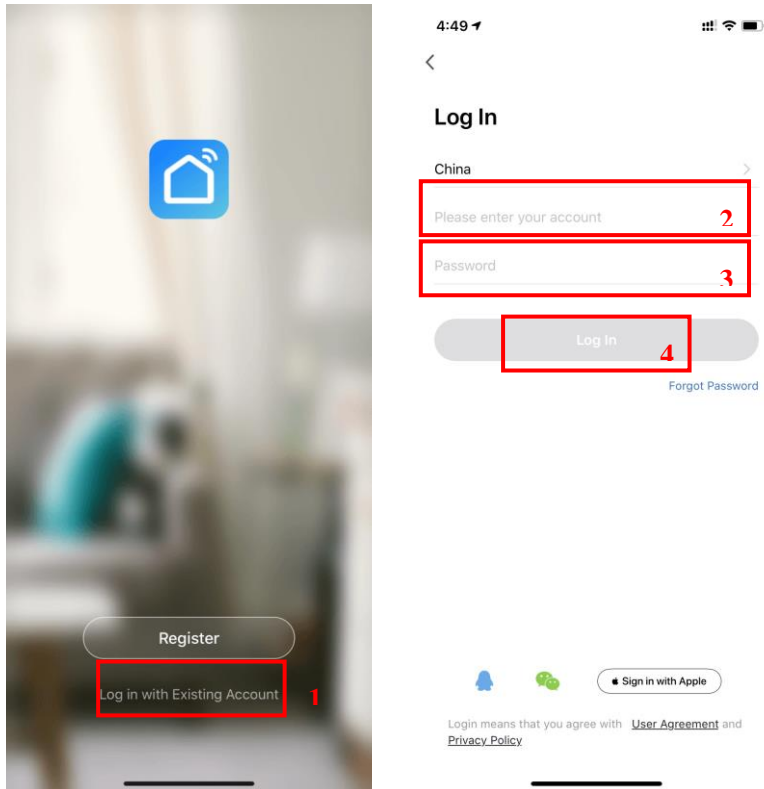 Register
Log in with Existing Account
1
4:49
Log In
China
Please enter your account
2
Password
3
Log In
4
Forgot Password
Sign in with Apple
Login means that you agree with User Agreement and
Privacy Policy